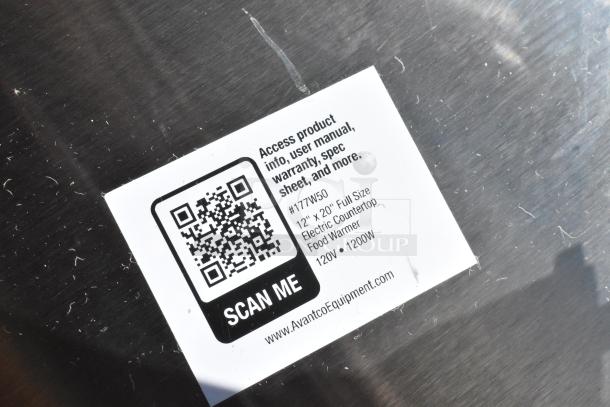 Access product
info, user manual,
warranty, spec
sheet, and more.
#177W50
12" x 20" Full Size
Electric Countertop
Food Warmer
120V • 1200W
SCAN ME
www.AvantcoEquipment.com
GROUP